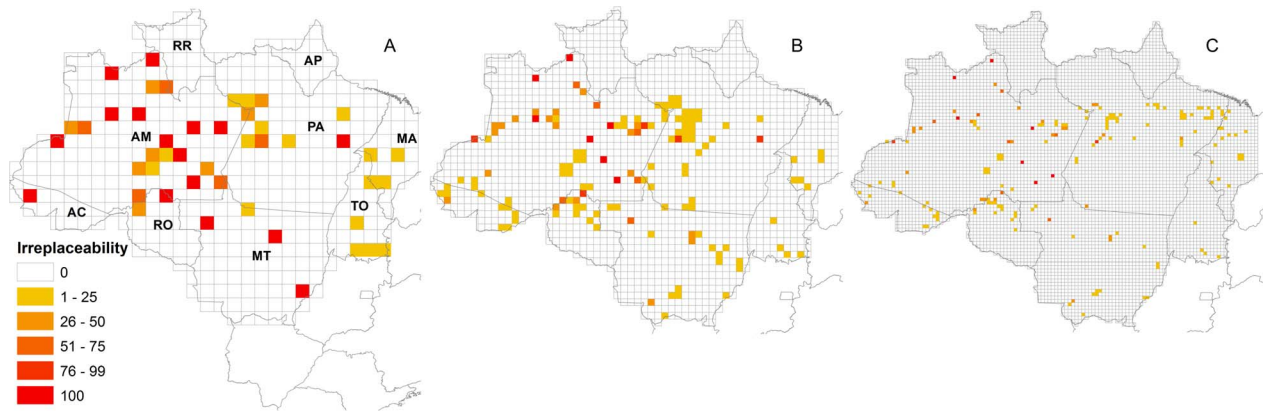 A
B
C
RR
AP
AM
PA
MA
AC
RO
TO
MT
Irreplaceability
0
1 - 25
26 - 50
51 - 75
76 - 99
100